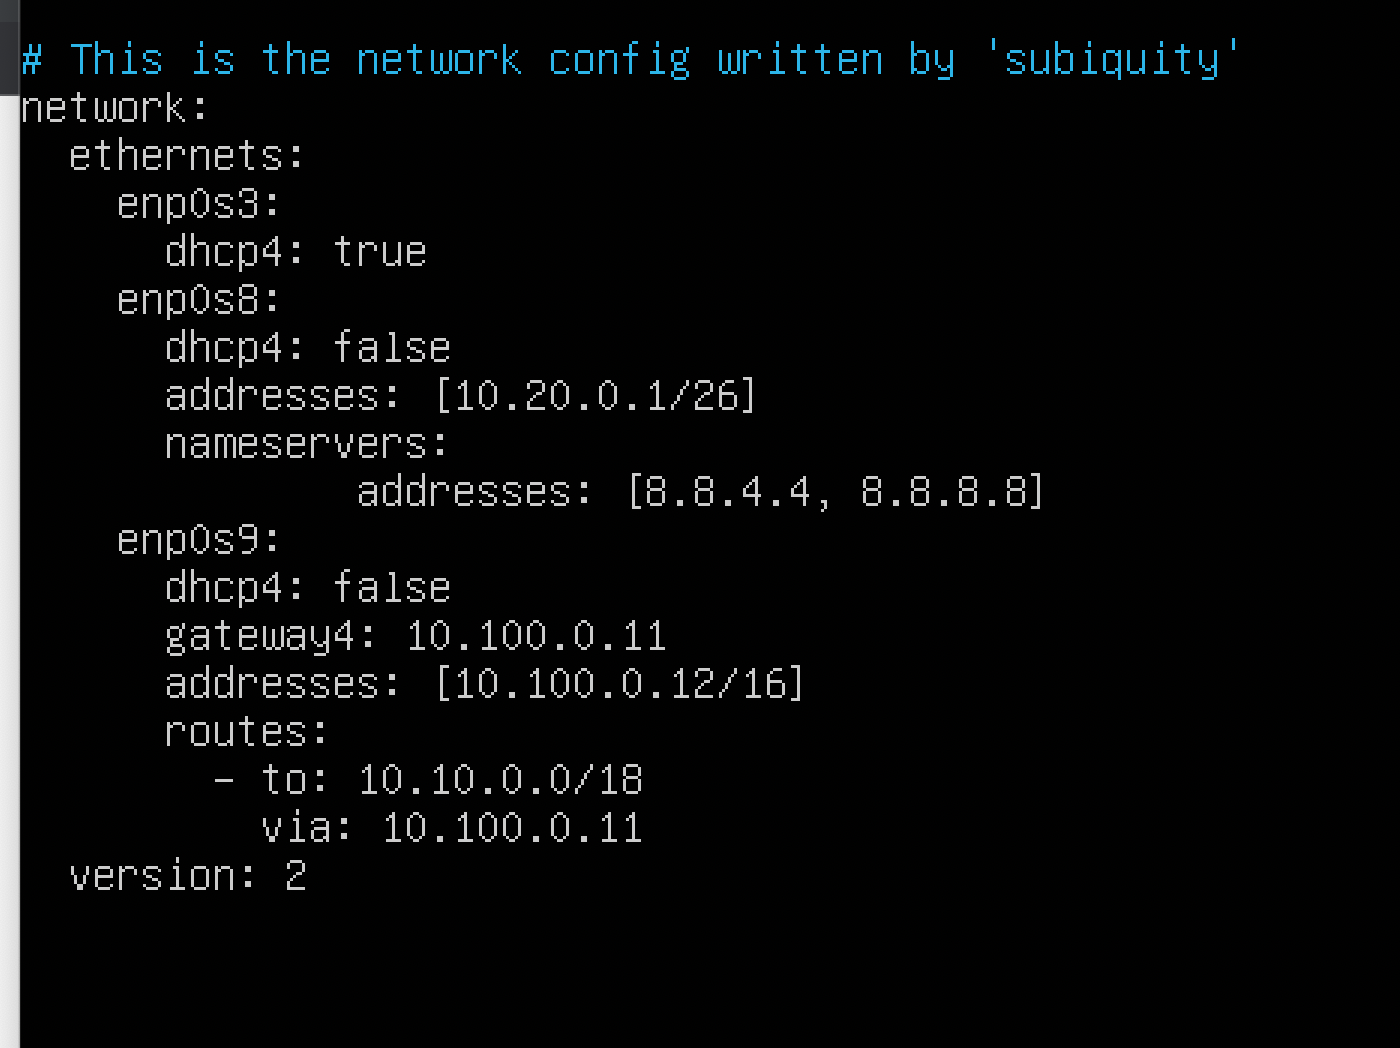 # This is the network config written by 'subiquity'
network:
  ethernets:
    enp0s3:
      dhcp4: true
    enp0s8:
      dhcp4: false
      addresses: [10.20.0.1/26]
      nameservers:
              addresses: [8.8.4.4, 8.8.8.8]
    enp0s9:
      dhcp4: false
      gateway4: 10.100.0.11
      addresses: [10.100.0.12/16]
      routes:
        - to: 10.10.0.0/18
          via: 10.100.0.11
  version: 2